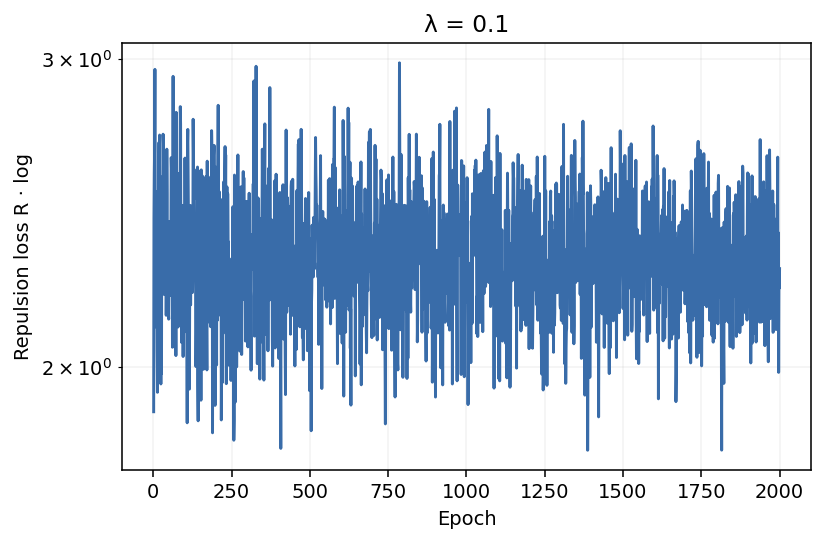 λ = 0.1
Repulsion loss R · log
3 × 10⁰
2 × 10⁰
0 250 500 750 1000 1250 1500 1750 2000
Epoch